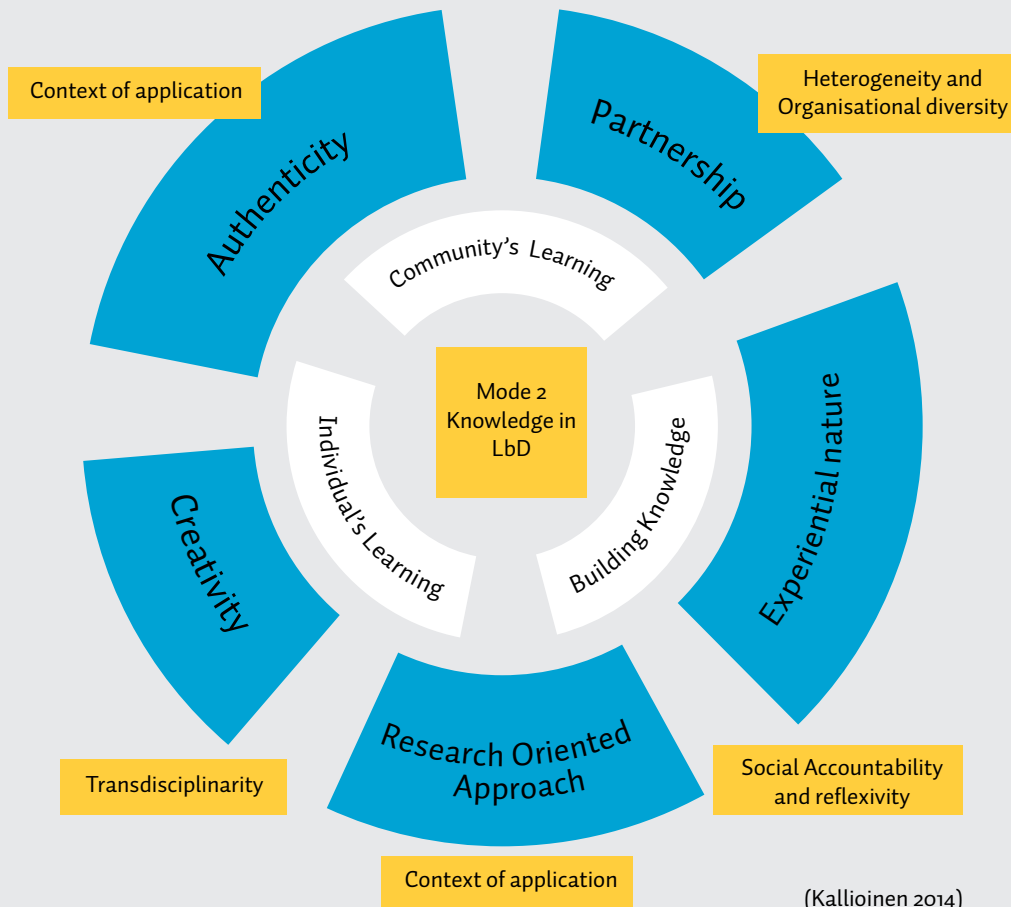 Context of application
Heterogeneity and
Organisational diversity
Authenticity
Partnership
Community's Learning
Mode 2
Knowledge in
LbD
Individual's Learning
Building Knowledge
Experiential nature
Creativity
Research Oriented
Approach
Transdisciplinarity
Social Accountability
and reflexivity
Context of application
(Kallioinen 2014)